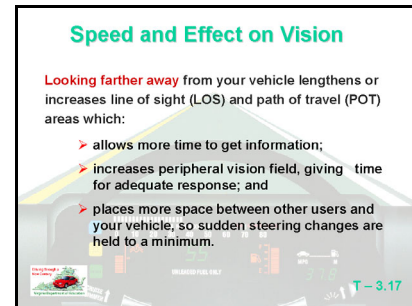 Speed and Effect on Vision
Looking farther away from your vehicle lengthens or
increases line of sight (LOS) and path of travel (POT)
areas which:
➢ allows more time to get information;
➢ increases peripheral vision field, giving time
for adequate response; and
➢ places more space between other users and
your vehicle, so sudden steering changes are
held to a minimum.
UNLEADED FUEL ONLY
T – 3.17